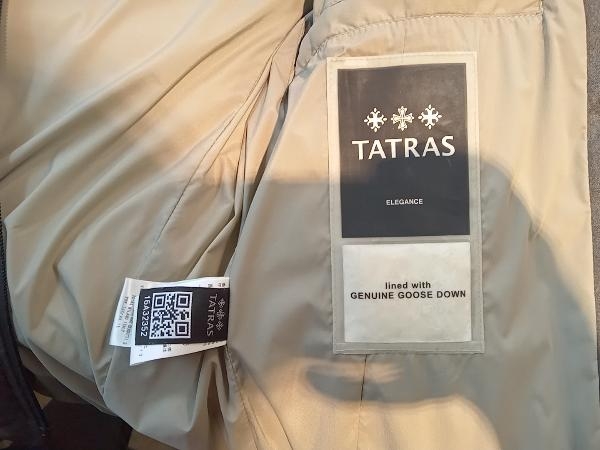 TATRAS
ELEGANCE
lined with
GENUINE GOOSE DOWN
TATRAS
16A32352